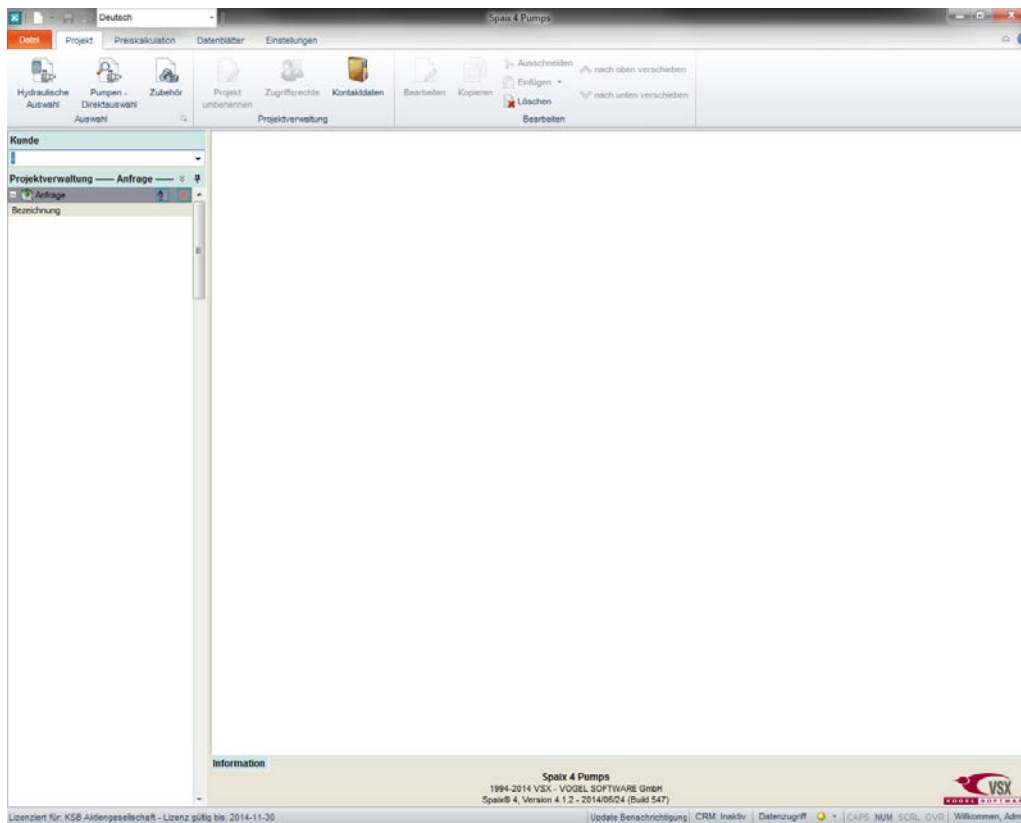 Deutsch
Spaix 4 Pumps
Datei Projekt Preiskalkulation Datenblätter Einstellungen
Hydraulische Auswahl
Pumpen - Direktauswahl
Zubehör
Auswahl
Projekt umbenennen
Zugriffsrechte
Kontaktdaten
Projektverwaltung
Bearbeiten
Kopieren
Ausschneiden
Einfügen
Löschen
nach oben verschieben
nach unten verschieben
Bearbeiten
Kunde
Projektverwaltung —— Anfrage ——
Anfrage
Bezeichnung
Information
Spaix 4 Pumps
1994-2014 VSX - VOGEL SOFTWARE GmbH
Spaix® 4, Version 4.1.2 - 2014/06/24 (Build 547)
VSX
VOGEL SOFTWAR
Lizenziert für: KSB Aktiengesellschaft - Lizenz gültig bis: 2014-11-30
Update Benachrichtigung CRM: Inaktiv Datenzugriff CAPS NUM SCRL OVR Willkommen, Adm